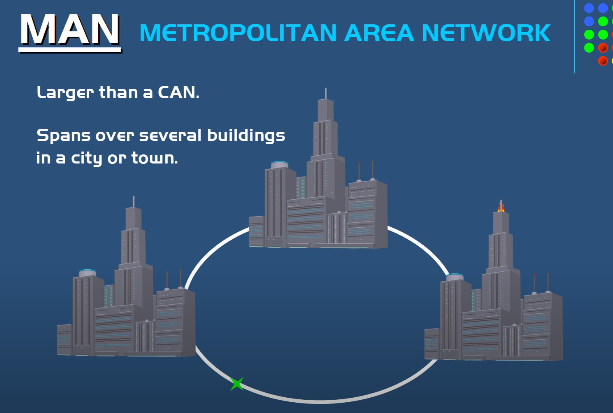 MAN METROPOLITAN AREA NETWORK
Larger than a CAN.
Spans over several buildings
in a city or town.